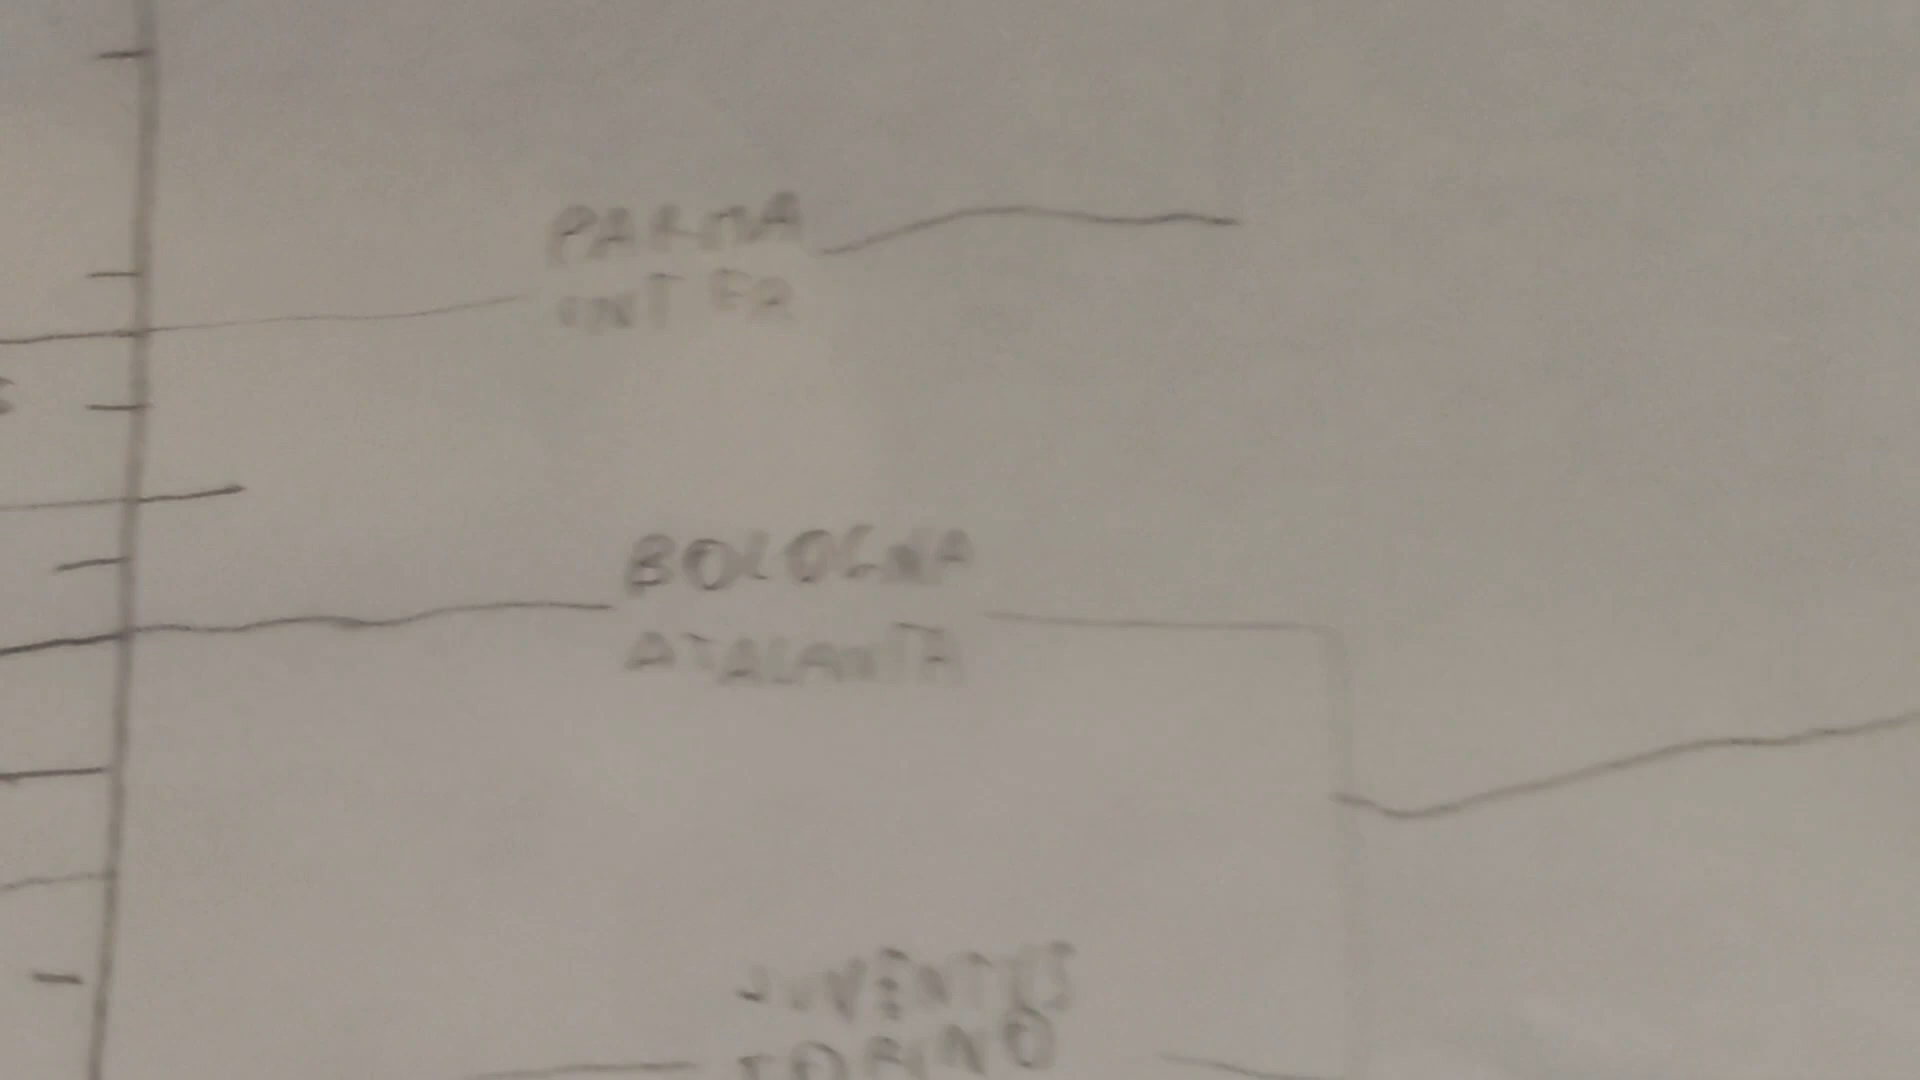 PARMA
INTER
BOLOGNA
ATALANTA
JUVENTUS
TORINO